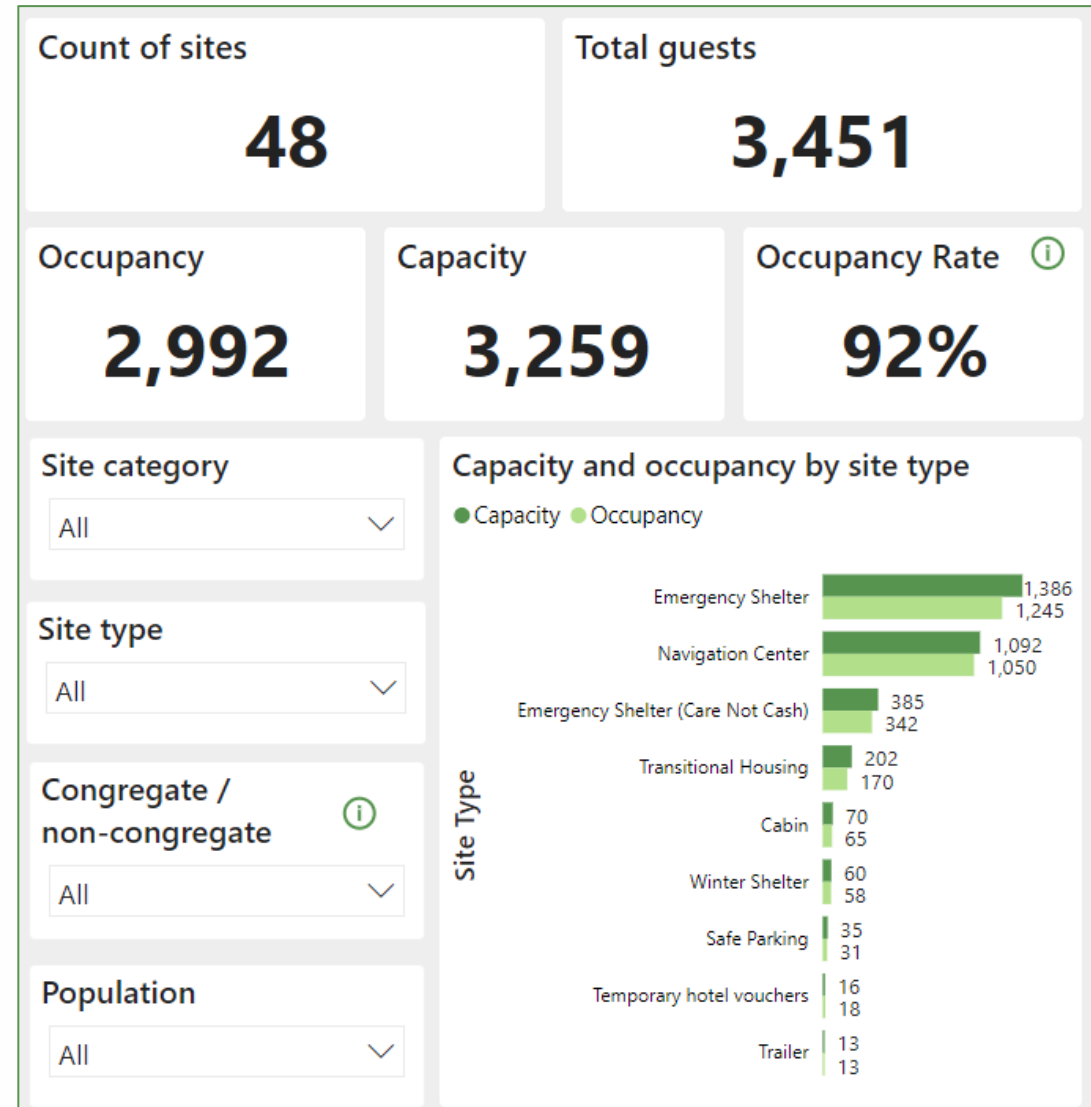 Count of sites
48
Total guests
3,451
Occupancy
2,992
Capacity
3,259
Occupancy Rate
92%
Site category
All
Site type
All
Congregate /
non-congregate
All
Population
All
Capacity and occupancy by site type
Capacity Occupancy
Site Type
Emergency Shelter 1,386
1,245
Navigation Center 1,092
1,050
Emergency Shelter (Care Not Cash) 385
342
Transitional Housing 202
170
Cabin 70
65
Winter Shelter 60
58
Safe Parking 35
31
Temporary hotel vouchers 16
18
Trailer 13
13